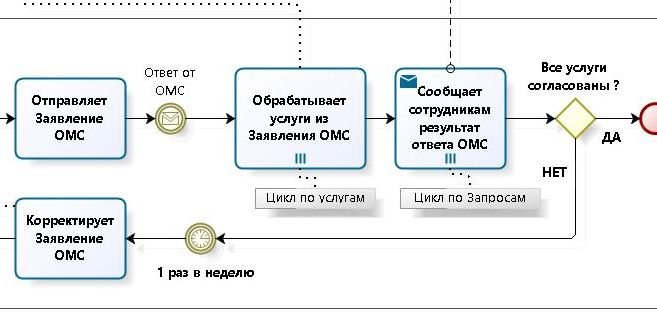 Отправляет
Заявление
ОМС
Ответ от
ОМС
Обрабатывает
услуги из
Заявления ОМС
Цикл по услугам
Сообщает
сотрудникам
результат
ответа ОМС
Цикл по Запросам
Все услуги
согласованы ?
ДА
НЕТ
1 раз в неделю
Корректирует
Заявление
ОМС